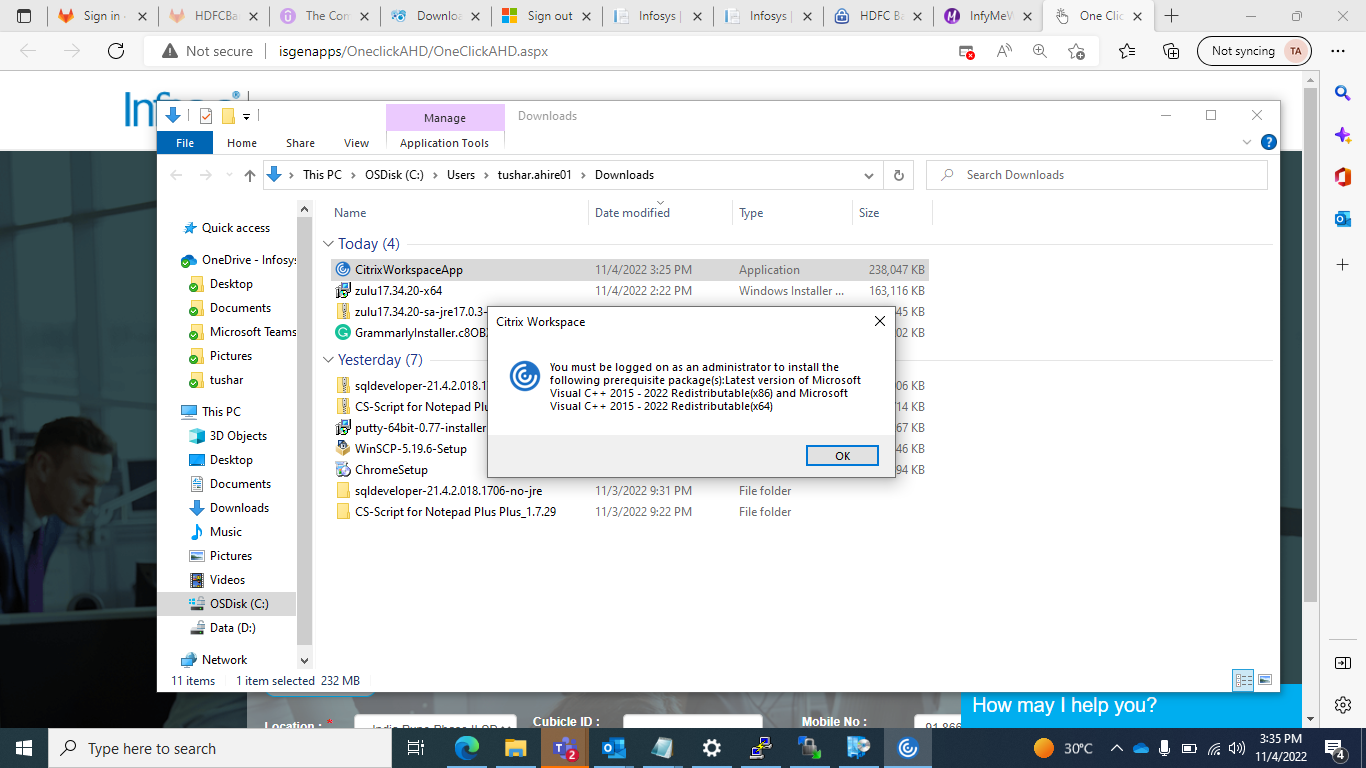 Sign in -
HDFCBa
The Com
Downloa
Sign out
Infosys |
Infosys |
HDFC Ba
InfyMeW
One Clic
Not secure
isgenapps/OneclickAHD/OneClickAHD.aspx
Not syncing
TA
Manage
Downloads
File
Home
Share
View
Application Tools
This PC
OSDisk (C:)
Users
tushar.ahire01
Downloads
Search Downloads
Name
Date modified
Type
Size
Quick access
OneDrive - Infosys
Desktop
Documents
Microsoft Teams
Pictures
tushar
This PC
3D Objects
Desktop
Documents
Downloads
Music
Pictures
Videos
OSDisk (C:)
Data (D:)
Network
Today (4)
CitrixWorkspaceApp
11/4/2022 3:25 PM
Application
238,047 KB
zulu17.34.20-x64
11/4/2022 2:22 PM
Windows Installer ...
163,116 KB
zulu17.34.20-sa-jre17.0.3-
45 KB
GrammarlyInstaller.c8OB
02 KB
Yesterday (7)
sqldeveloper-21.4.2.018.1
06 KB
CS-Script for Notepad Plu
14 KB
putty-64bit-0.77-installer
67 KB
WinSCP-5.19.6-Setup
46 KB
ChromeSetup
94 KB
sqldeveloper-21.4.2.018.1706-no-jre
11/3/2022 9:31 PM
File folder
CS-Script for Notepad Plus Plus_1.7.29
11/3/2022 9:22 PM
File folder
Citrix Workspace
You must be logged on as an administrator to install the
following prerequisite package(s):Latest version of Microsoft
Visual C++ 2015 - 2022 Redistributable(x86) and Microsoft
Visual C++ 2015 - 2022 Redistributable(x64)
OK
11 items
1 item selected 232 MB
How may I help you?
Location : *
Cubicle ID :
Mobile No :
Type here to search
2
30°C
3:35 PM
11/4/2022
4